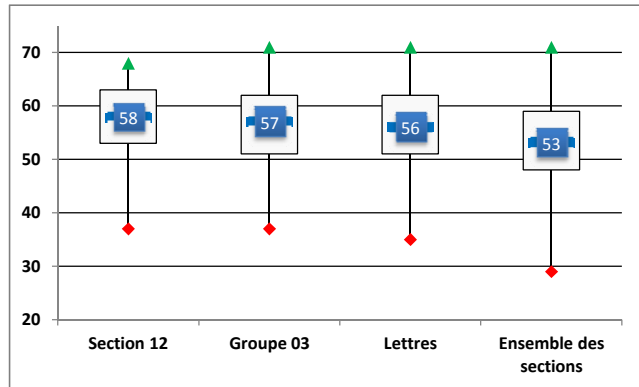 70
60
50
40
30
20
58
57
56
53
Section 12
Groupe 03
Lettres
Ensemble des
sections